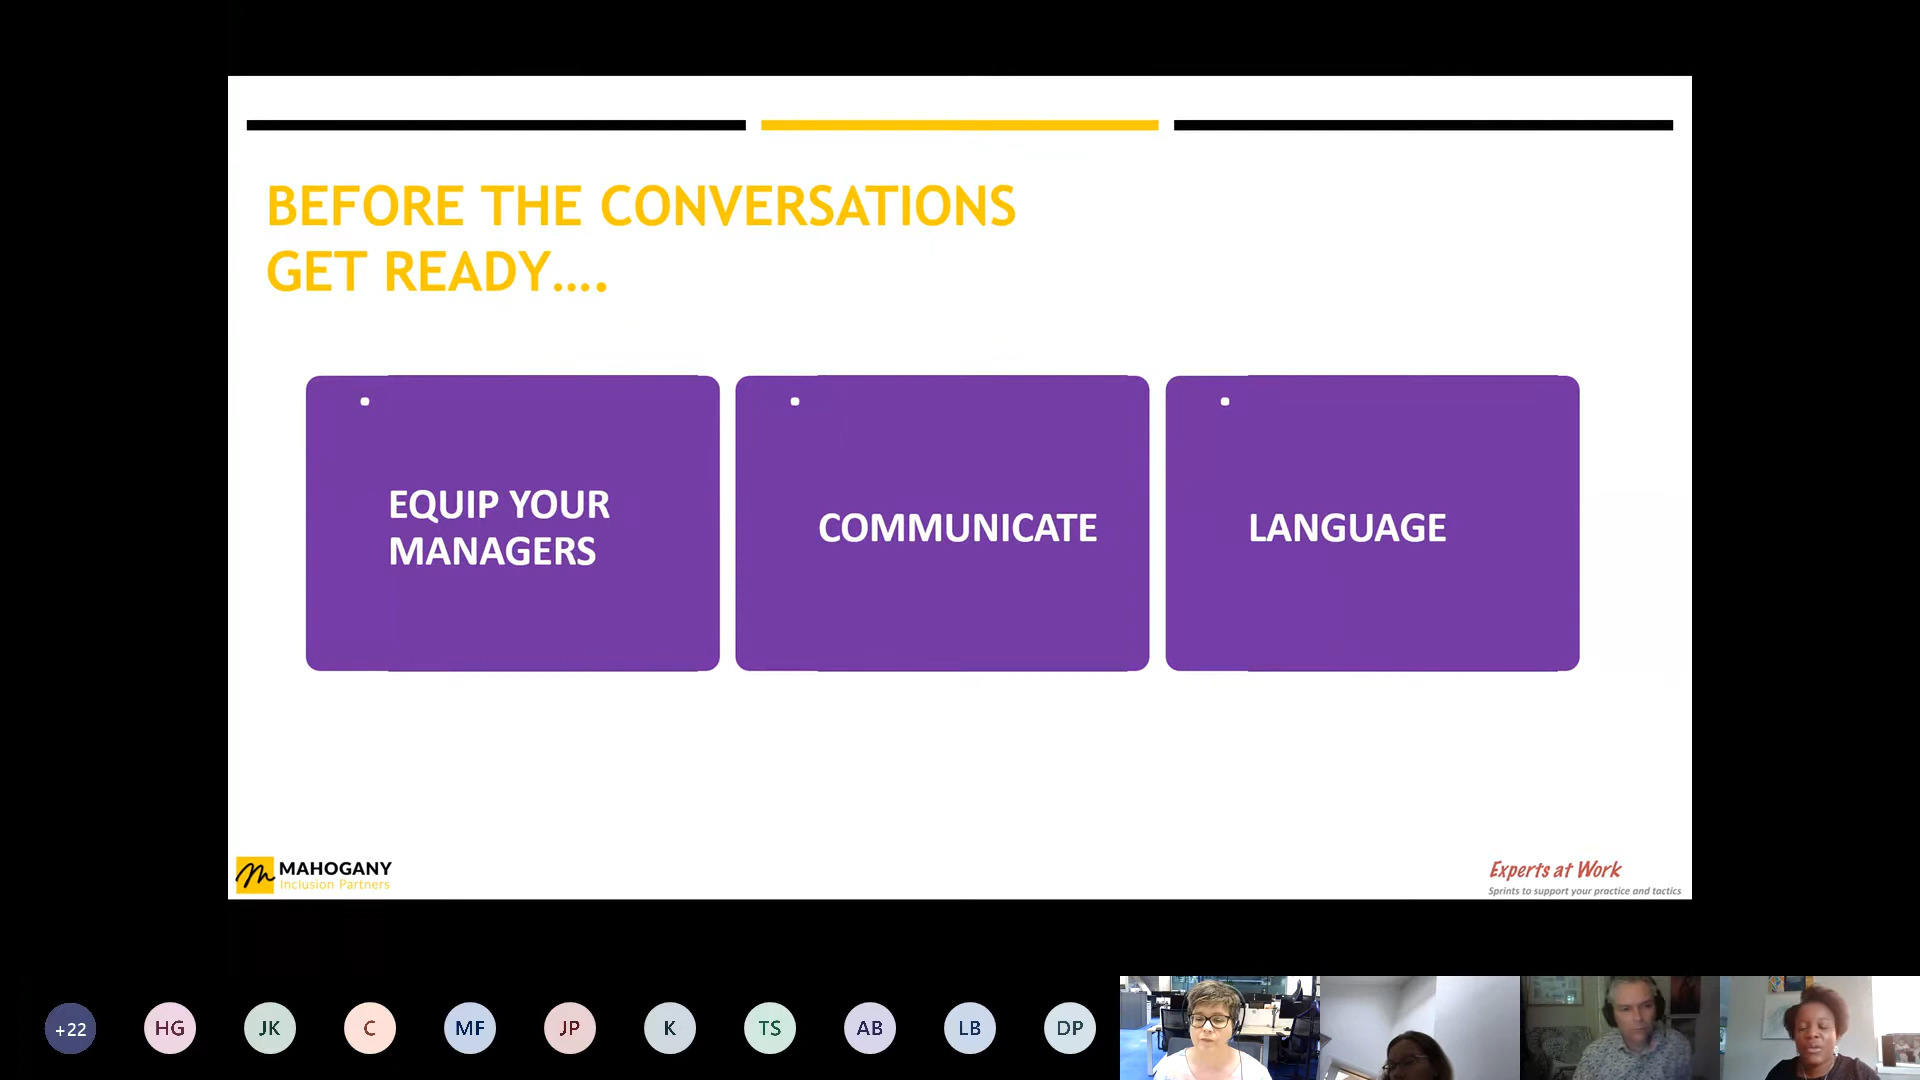 BEFORE THE CONVERSATIONS
GET READY....
EQUIP YOUR
MANAGERS
COMMUNICATE
LANGUAGE
MAHOGANY
Inclusion Partners
Experts at Work
Sprints to support your practice and tactics
+22
HG
JK
C
MF
JP
K
TS
AB
LB
DP